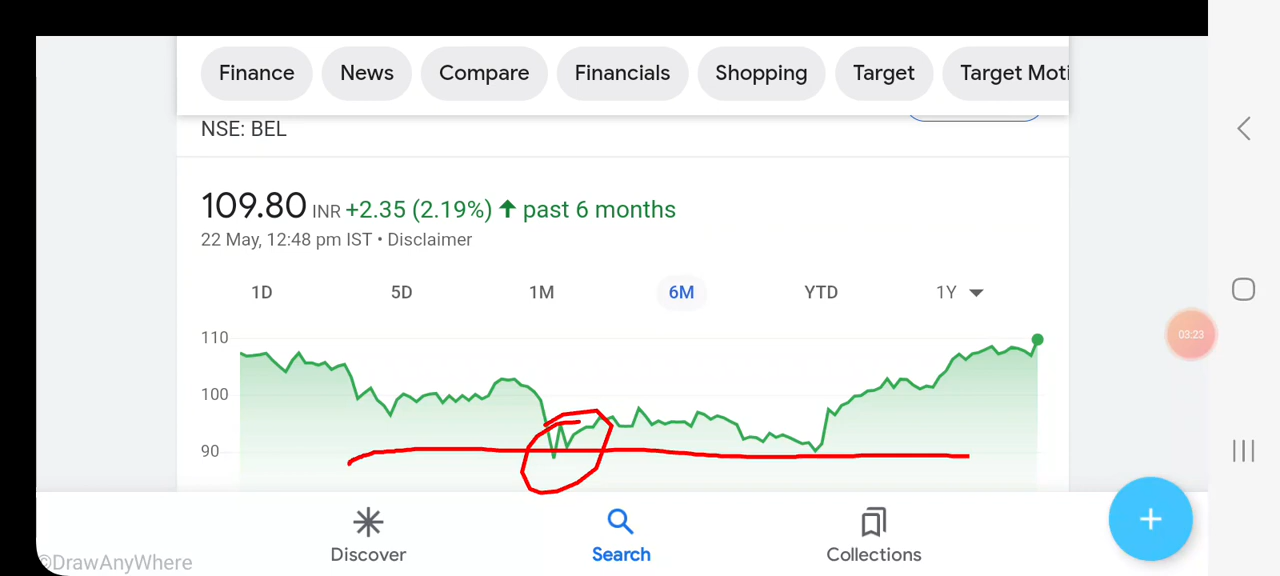 Finance News Compare Financials Shopping Target Target Moti
NSE: BEL
109.80 INR +2.35 (2.19%) ↑ past 6 months
22 May, 12:48 pm IST • Disclaimer
1D 5D 1M 6M YTD 1Y
110
100
90
03:23
Discover Search Collections
©DrawAnyWhere